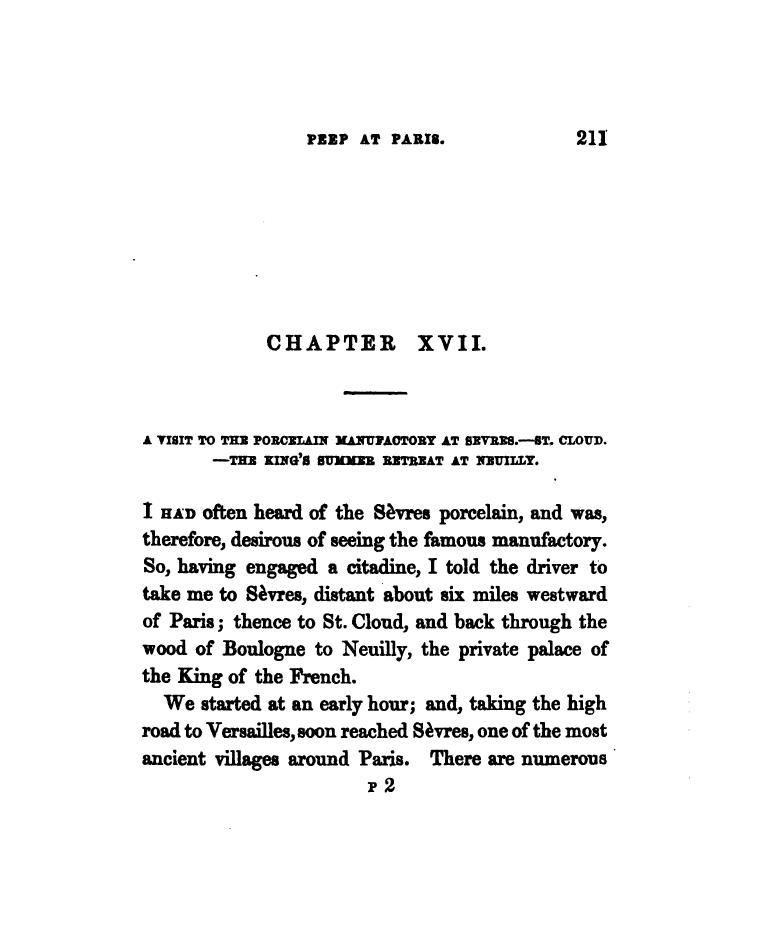 PEEP AT PARIS. 211
CHAPTER XVII.
A VISIT TO THE PORCELAIN MANUFACTORY AT SEVRES.—ST. CLOUD.
—THE KING'S SUMMER RETREAT AT NEUILLY.
I HAD often heard of the Sèvres porcelain, and was,
therefore, desirous of seeing the famous manufactory.
So, having engaged a citadine, I told the driver to
take me to Sèvres, distant about six miles westward
of Paris; thence to St. Cloud, and back through the
wood of Boulogne to Neuilly, the private palace of
the King of the French.
We started at an early hour; and, taking the high
road to Versailles, soon reached Sèvres, one of the most
ancient villages around Paris. There are numerous
P 2